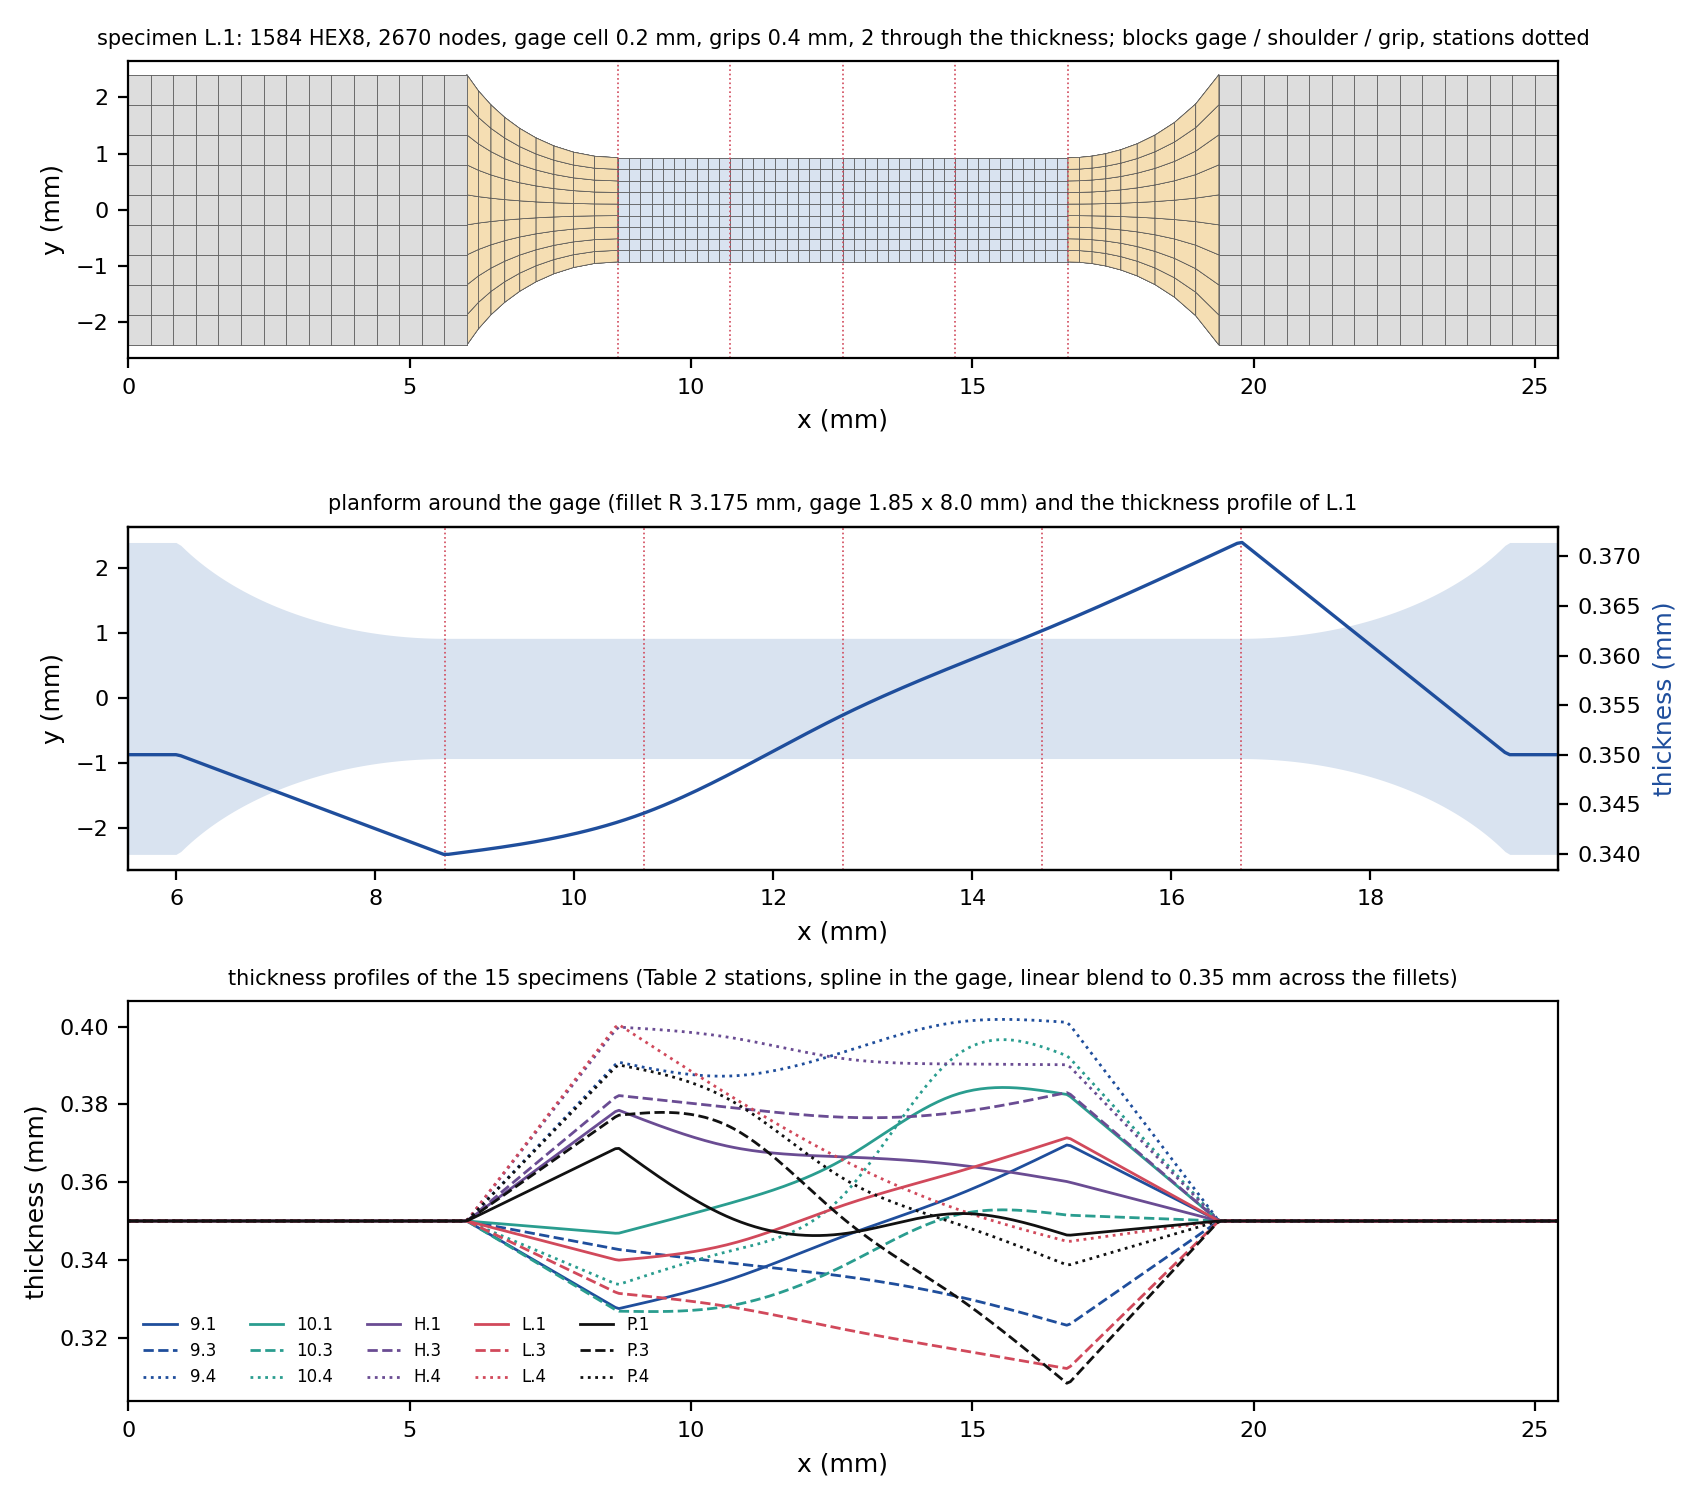 specimen L.1: 1584 HEX8, 2670 nodes, gage cell 0.2 mm, grips 0.4 mm, 2 through the thickness; blocks gage / shoulder / grip, stations dotted
y (mm)
2
1
0
−1
−2
0 5 10 15 20 25
x (mm)
planform around the gage (fillet R 3.175 mm, gage 1.85 x 8.0 mm) and the thickness profile of L.1
y (mm)
2
1
0
−1
−2
0.370
0.365
0.360
0.355
0.350
0.345
0.340
thickness (mm)
6 8 10 12 14 16 18
x (mm)
thickness profiles of the 15 specimens (Table 2 stations, spline in the gage, linear blend to 0.35 mm across the fillets)
thickness (mm)
0.40
0.38
0.36
0.34
0.32
9.1 10.1 H.1 L.1 P.1
9.3 10.3 H.3 L.3 P.3
9.4 10.4 H.4 L.4 P.4
0 5 10 15 20 25
x (mm)